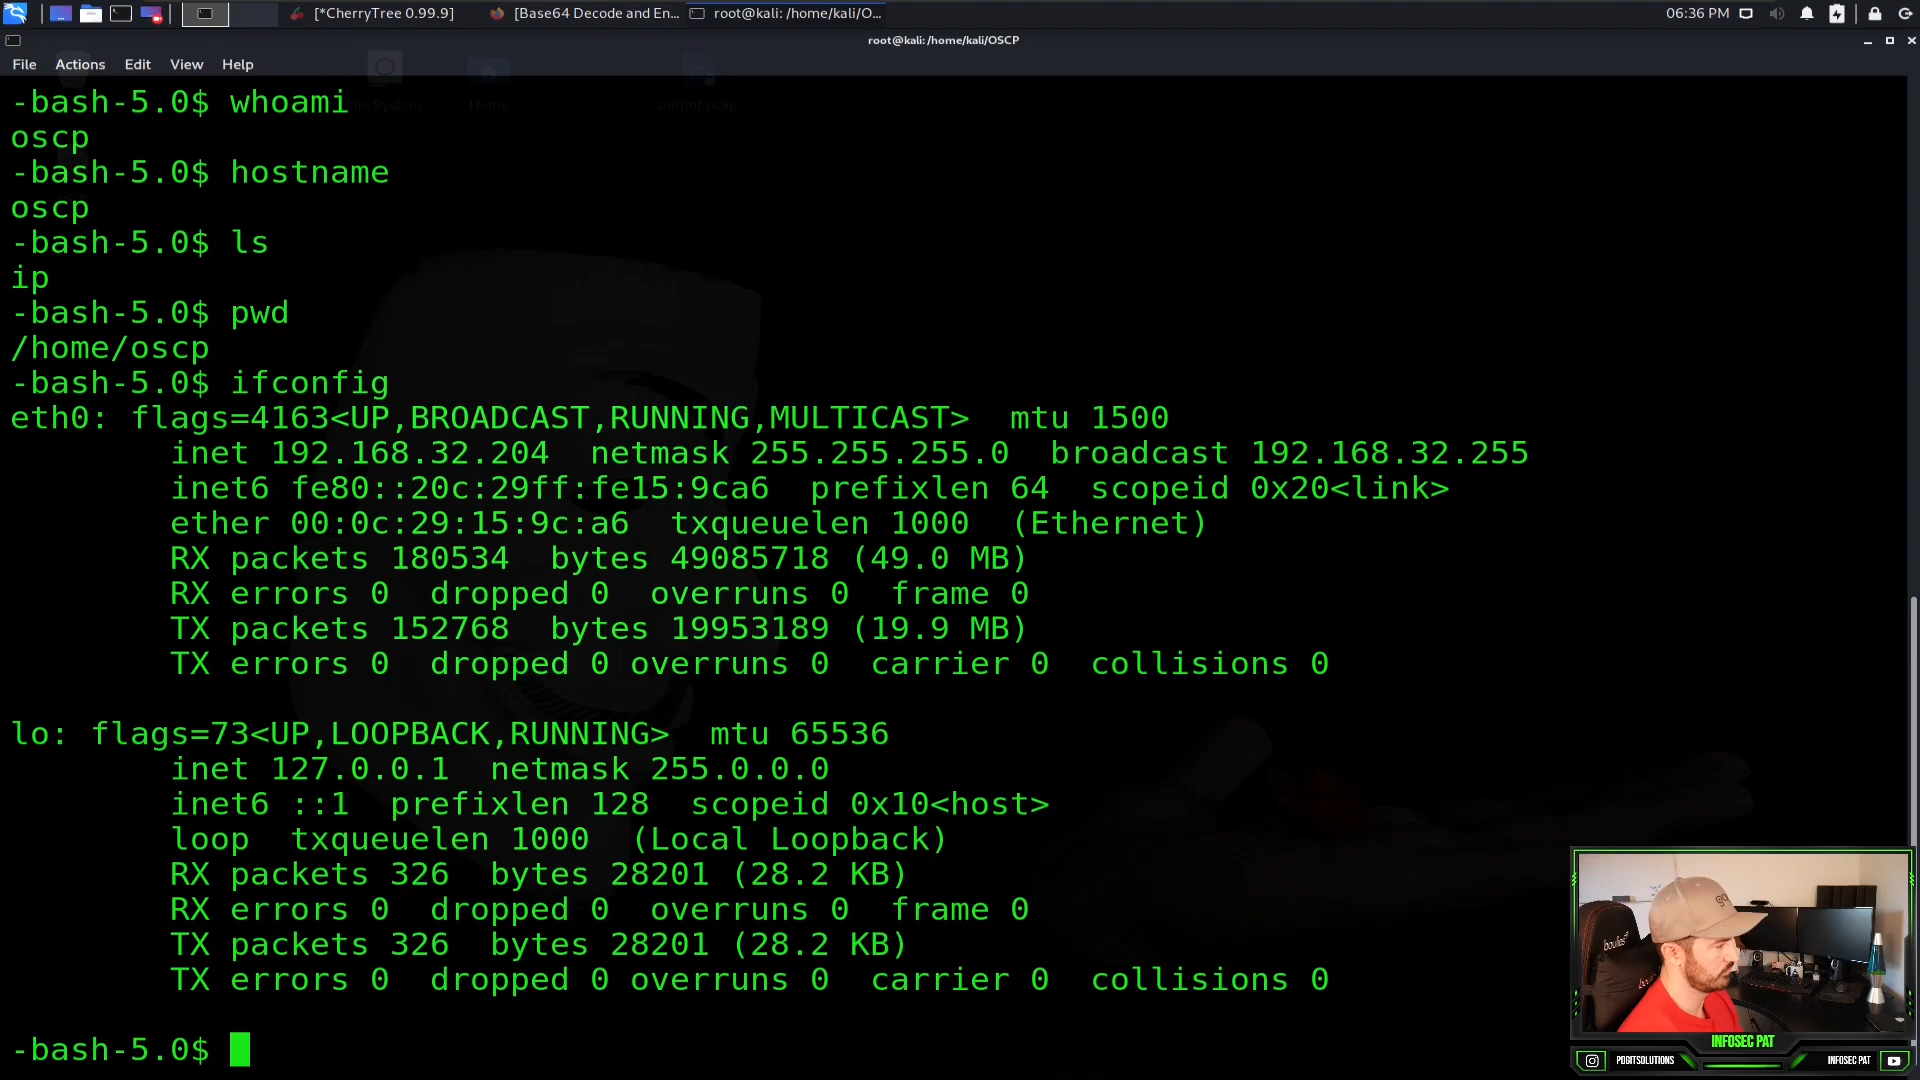 [*CherryTree 0.99.9]
[Base64 Decode and En...
root@kali: /home/kali/O...
06:36 PM
root@kali: /home/kali/OSCP
File Actions Edit View Help
File System Home sniffinf.pcap
-bash-5.0$ whoami
oscp
-bash-5.0$ hostname
oscp
-bash-5.0$ ls
ip
-bash-5.0$ pwd
/home/oscp
-bash-5.0$ ifconfig
eth0: flags=4163<UP,BROADCAST,RUNNING,MULTICAST>  mtu 1500
        inet 192.168.32.204  netmask 255.255.255.0  broadcast 192.168.32.255
        inet6 fe80::20c:29ff:fe15:9ca6  prefixlen 64  scopeid 0x20<link>
        ether 00:0c:29:15:9c:a6  txqueuelen 1000  (Ethernet)
        RX packets 180534  bytes 49085718 (49.0 MB)
        RX errors 0  dropped 0  overruns 0  frame 0
        TX packets 152768  bytes 19953189 (19.9 MB)
        TX errors 0  dropped 0 overruns 0  carrier 0  collisions 0
lo: flags=73<UP,LOOPBACK,RUNNING>  mtu 65536
        inet 127.0.0.1  netmask 255.0.0.0
        inet6 ::1  prefixlen 128  scopeid 0x10<host>
        loop  txqueuelen 1000  (Local Loopback)
        RX packets 326  bytes 28201 (28.2 KB)
        RX errors 0  dropped 0  overruns 0  frame 0
        TX packets 326  bytes 28201 (28.2 KB)
        TX errors 0  dropped 0 overruns 0  carrier 0  collisions 0
-bash-5.0$
boulies
INFOSEC PAT
PDDITSOLUTIONS
INFOSEC PAT